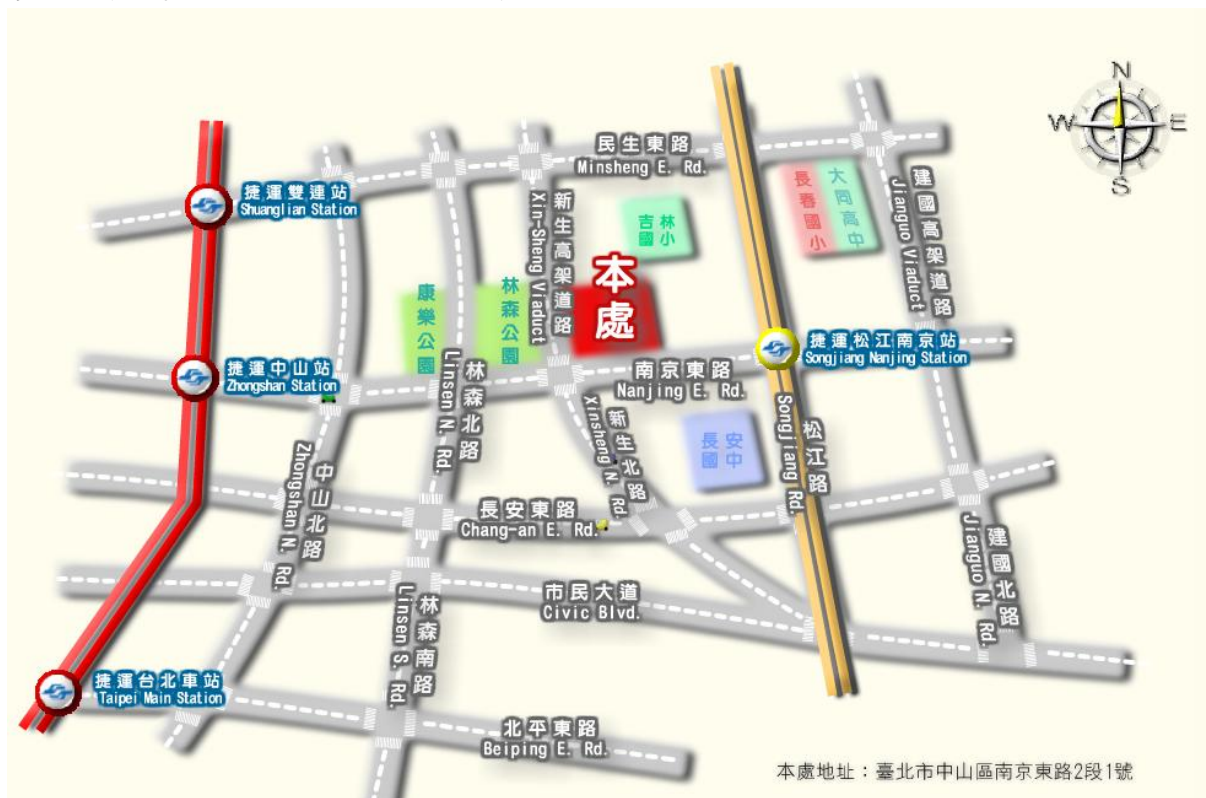 N
W
E
S
民生東路
Minsheng E. Rd.
捷運雙連站
Shuanglian Station
新生高架道路
Xin-Sheng Viaduct
吉林
國小
長春國小
大同高中
建國高架道路
Jianguo Viaduct
康樂公園
林森公園
本處
捷運中山站
Zhongshan Station
南京東路
Nanjing E. Rd.
捷運松江南京站
Songjiang Nanjing Station
林森北路
Linsen N. Rd.
新生北路
Xinsheng N. Rd.
長安
國中
松江路
Songjiang Rd.
中山北路
Zhongshan N. Rd.
長安東路
Chang-an E. Rd.
建國北路
Jianguo N. Rd.
市民大道
Civic Blvd.
林森南路
Linsen S. Rd.
捷運台北車站
Taipei Main Station
北平東路
Beiping E. Rd.
本處地址：臺北市中山區南京東路2段1號